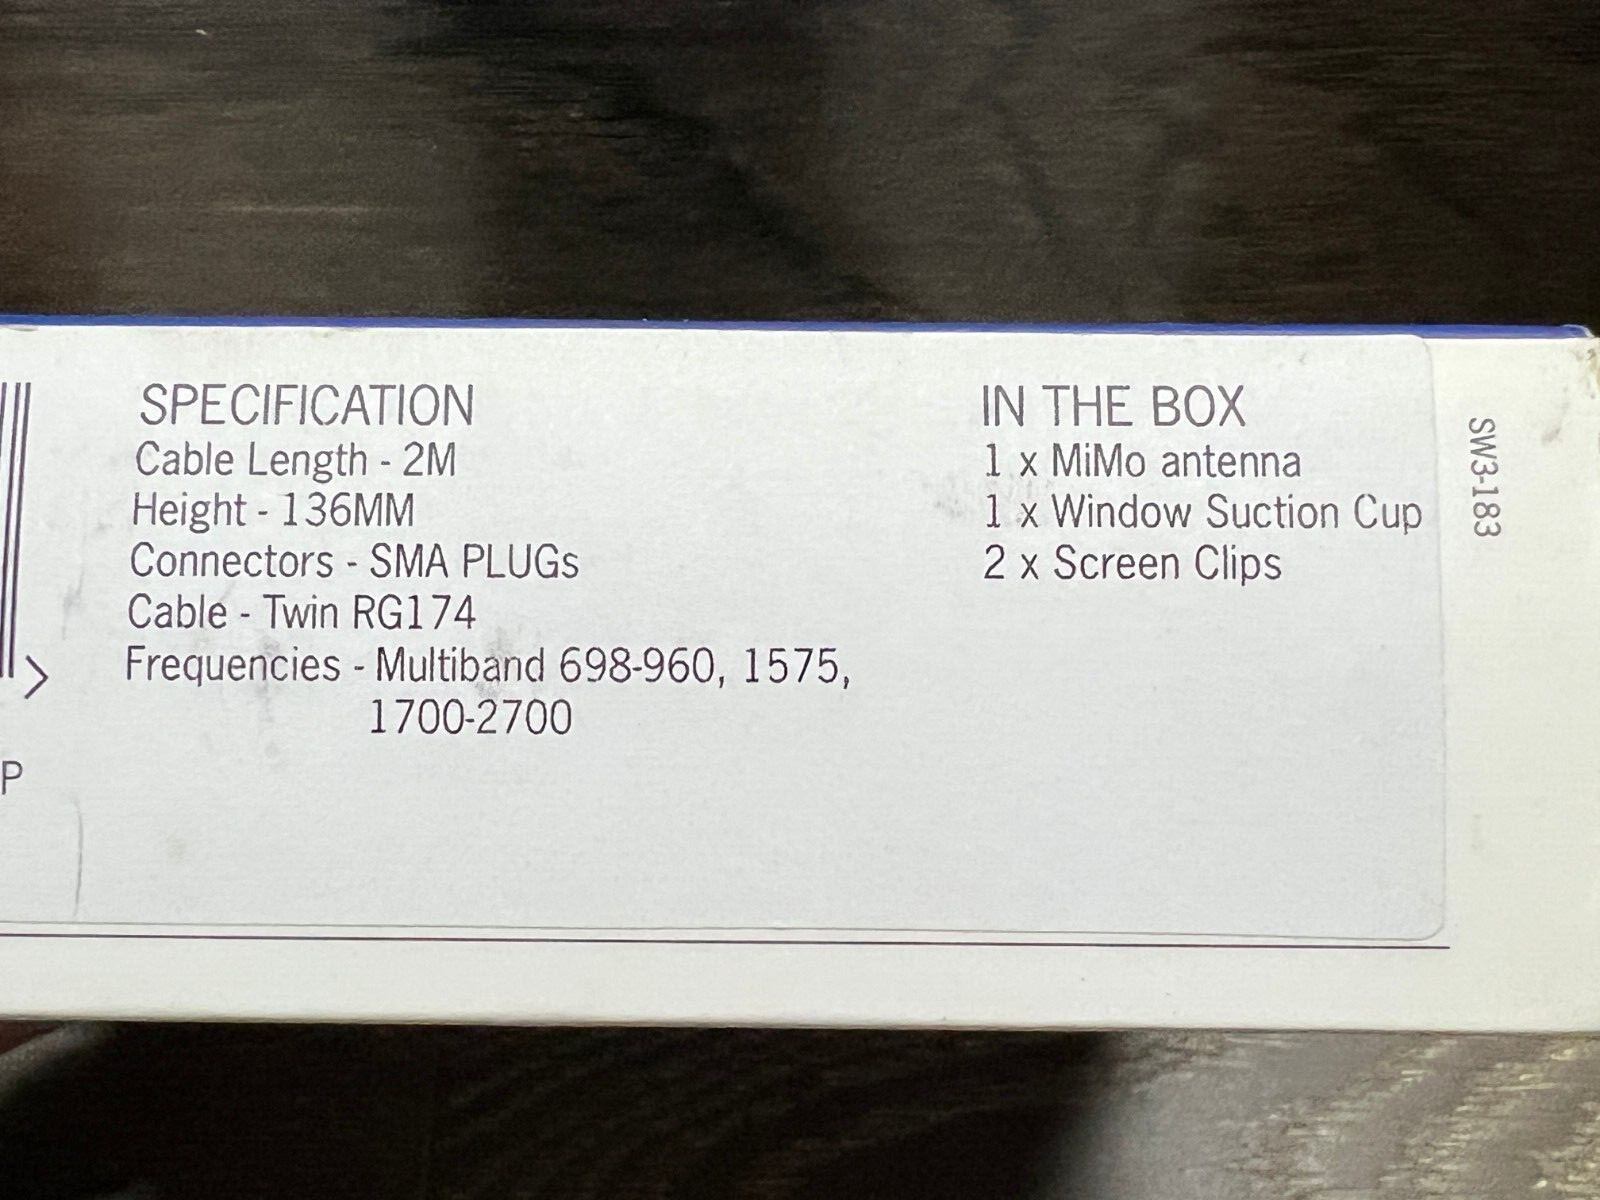 SPECIFICATION
Cable Length - 2M
Height - 136MM
Connectors - SMA PLUGs
Cable - Twin RG174
Frequencies - Multiband 698-960, 1575,
1700-2700
IN THE BOX
1 x MiMo antenna
1 x Window Suction Cup
2 x Screen Clips
SW3-183
>
P